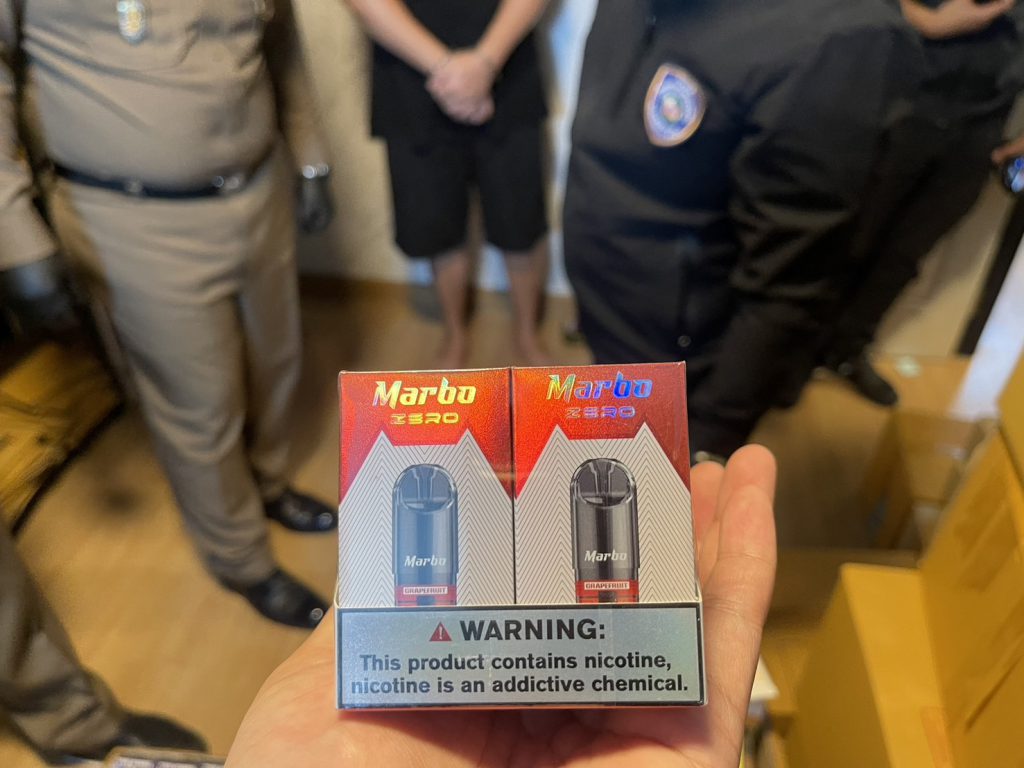 Marbo
ZERO
Marbo
ZERO
Marbo
GRAPEFRUIT
Marbo
GRAPEFRUIT
WARNING:
This product contains nicotine,
nicotine is an addictive chemical.